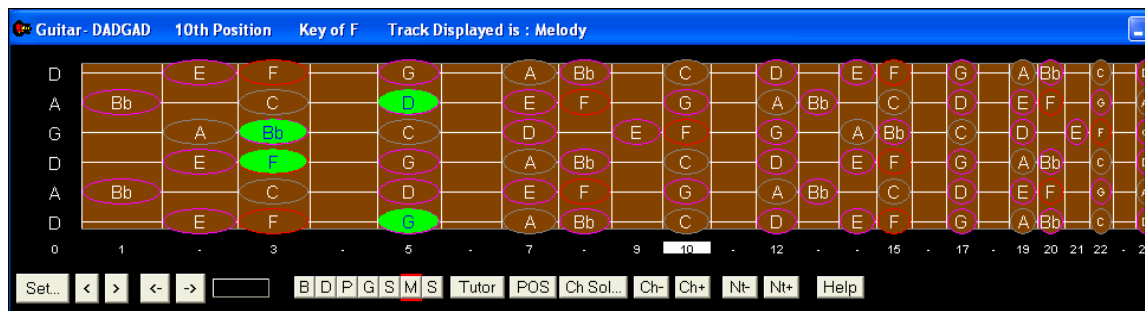 Guitar - DADGAD 10th Position Key of F Track Displayed is : Melody
D E F G A Bb C D E F G A Bb C
A Bb C D E F G A Bb C D E F G A
G A Bb C D E F G A Bb C D E F
D E F G A Bb C D E F G A Bb C
A Bb C D E F G A Bb C D E F G
D E F G A Bb C D E F G A Bb C
0 1 - 3 - 5 - 7 - 9 10 - 12 - - 15 - 17 - 19 20 21 22 - 2
Set... < > <- -> B D P G S M S Tutor POS Ch Sol... Ch- Ch+ Nt- Nt+ Help